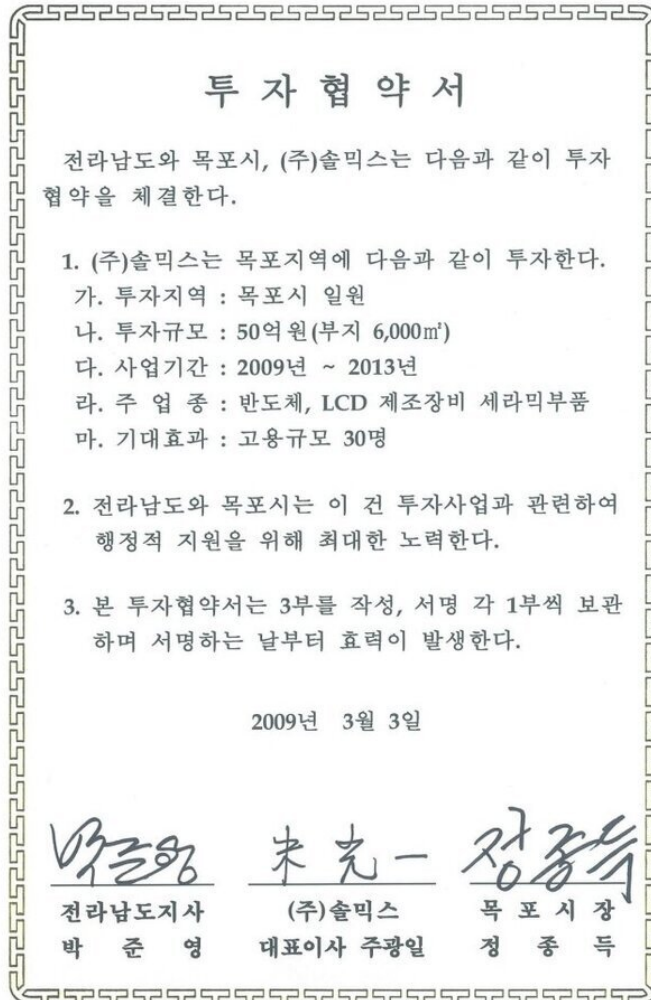 투 자 협 약 서
전라남도와 목포시, (주)솔믹스는 다음과 같이 투자
협약을 체결한다.
1. (주)솔믹스는 목포지역에 다음과 같이 투자한다.
가. 투자지역 : 목포시 일원
나. 투자규모 : 50억원(부지 6,000㎡)
다. 사업기간 : 2009년 ~ 2013년
라. 주 업 종 : 반도체, LCD 제조장비 세라믹부품
마. 기대효과 : 고용규모 30명
2. 전라남도와 목포시는 이 건 투자사업과 관련하여
행정적 지원을 위해 최대한 노력한다.
3. 본 투자협약서는 3부를 작성, 서명 각 1부씩 보관
하며 서명하는 날부터 효력이 발생한다.
2009년 3월 3일
박준영 朱光一 정종득
전라남도지사 (주)솔믹스 목 포 시 장
박 준 영 대표이사 주광일 정 종 득